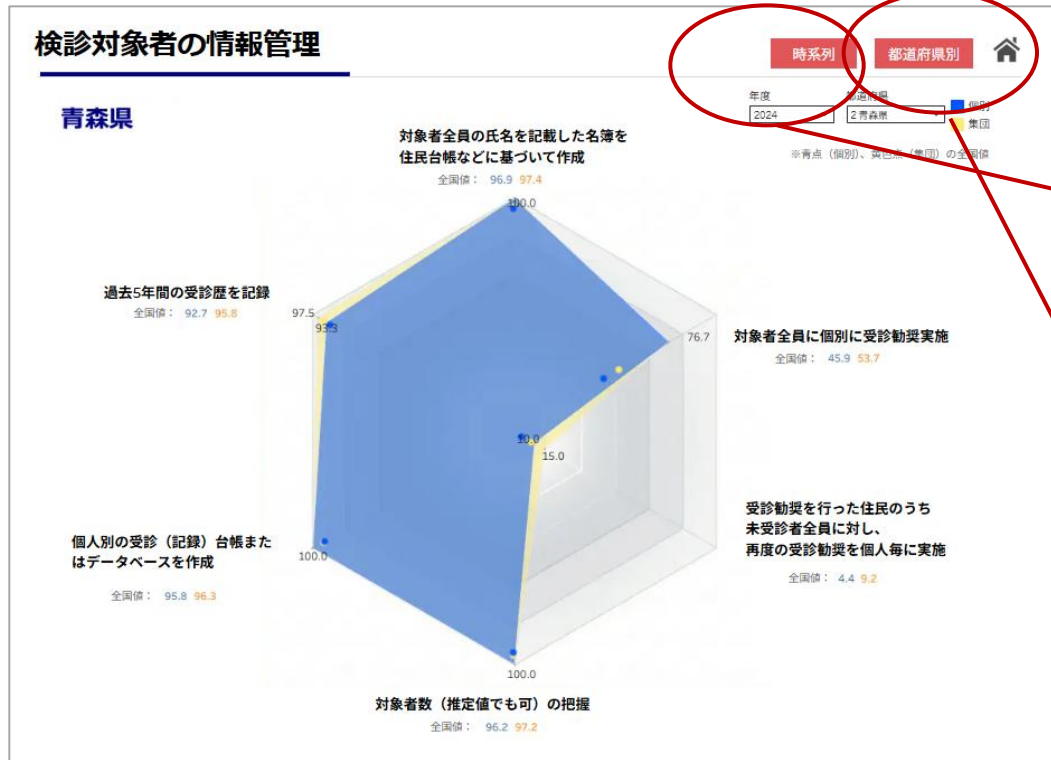 検診対象者の情報管理
時系列
都道府県別
年度
都道府県
2024
2 青森県
個別
集団
※青点（個別）、黄色点（集団）の全国値
青森県
対象者全員の氏名を記載した名簿を
住民台帳などに基づいて作成
全国値： 96.9 97.4
100.0
過去5年間の受診歴を記録
全国値： 92.7 95.8
97.5
93.3
76.7
対象者全員に個別に受診勧奨実施
全国値： 45.9 53.7
10.0
15.0
受診勧奨を行った住民のうち
未受診者全員に対し、
再度の受診勧奨を個人毎に実施
全国値： 4.4 9.2
個人別の受診（記録）台帳また
はデータベースを作成
全国値： 95.8 96.3
100.0
100.0
対象者数（推定値でも可）の把握
全国値： 96.2 97.2